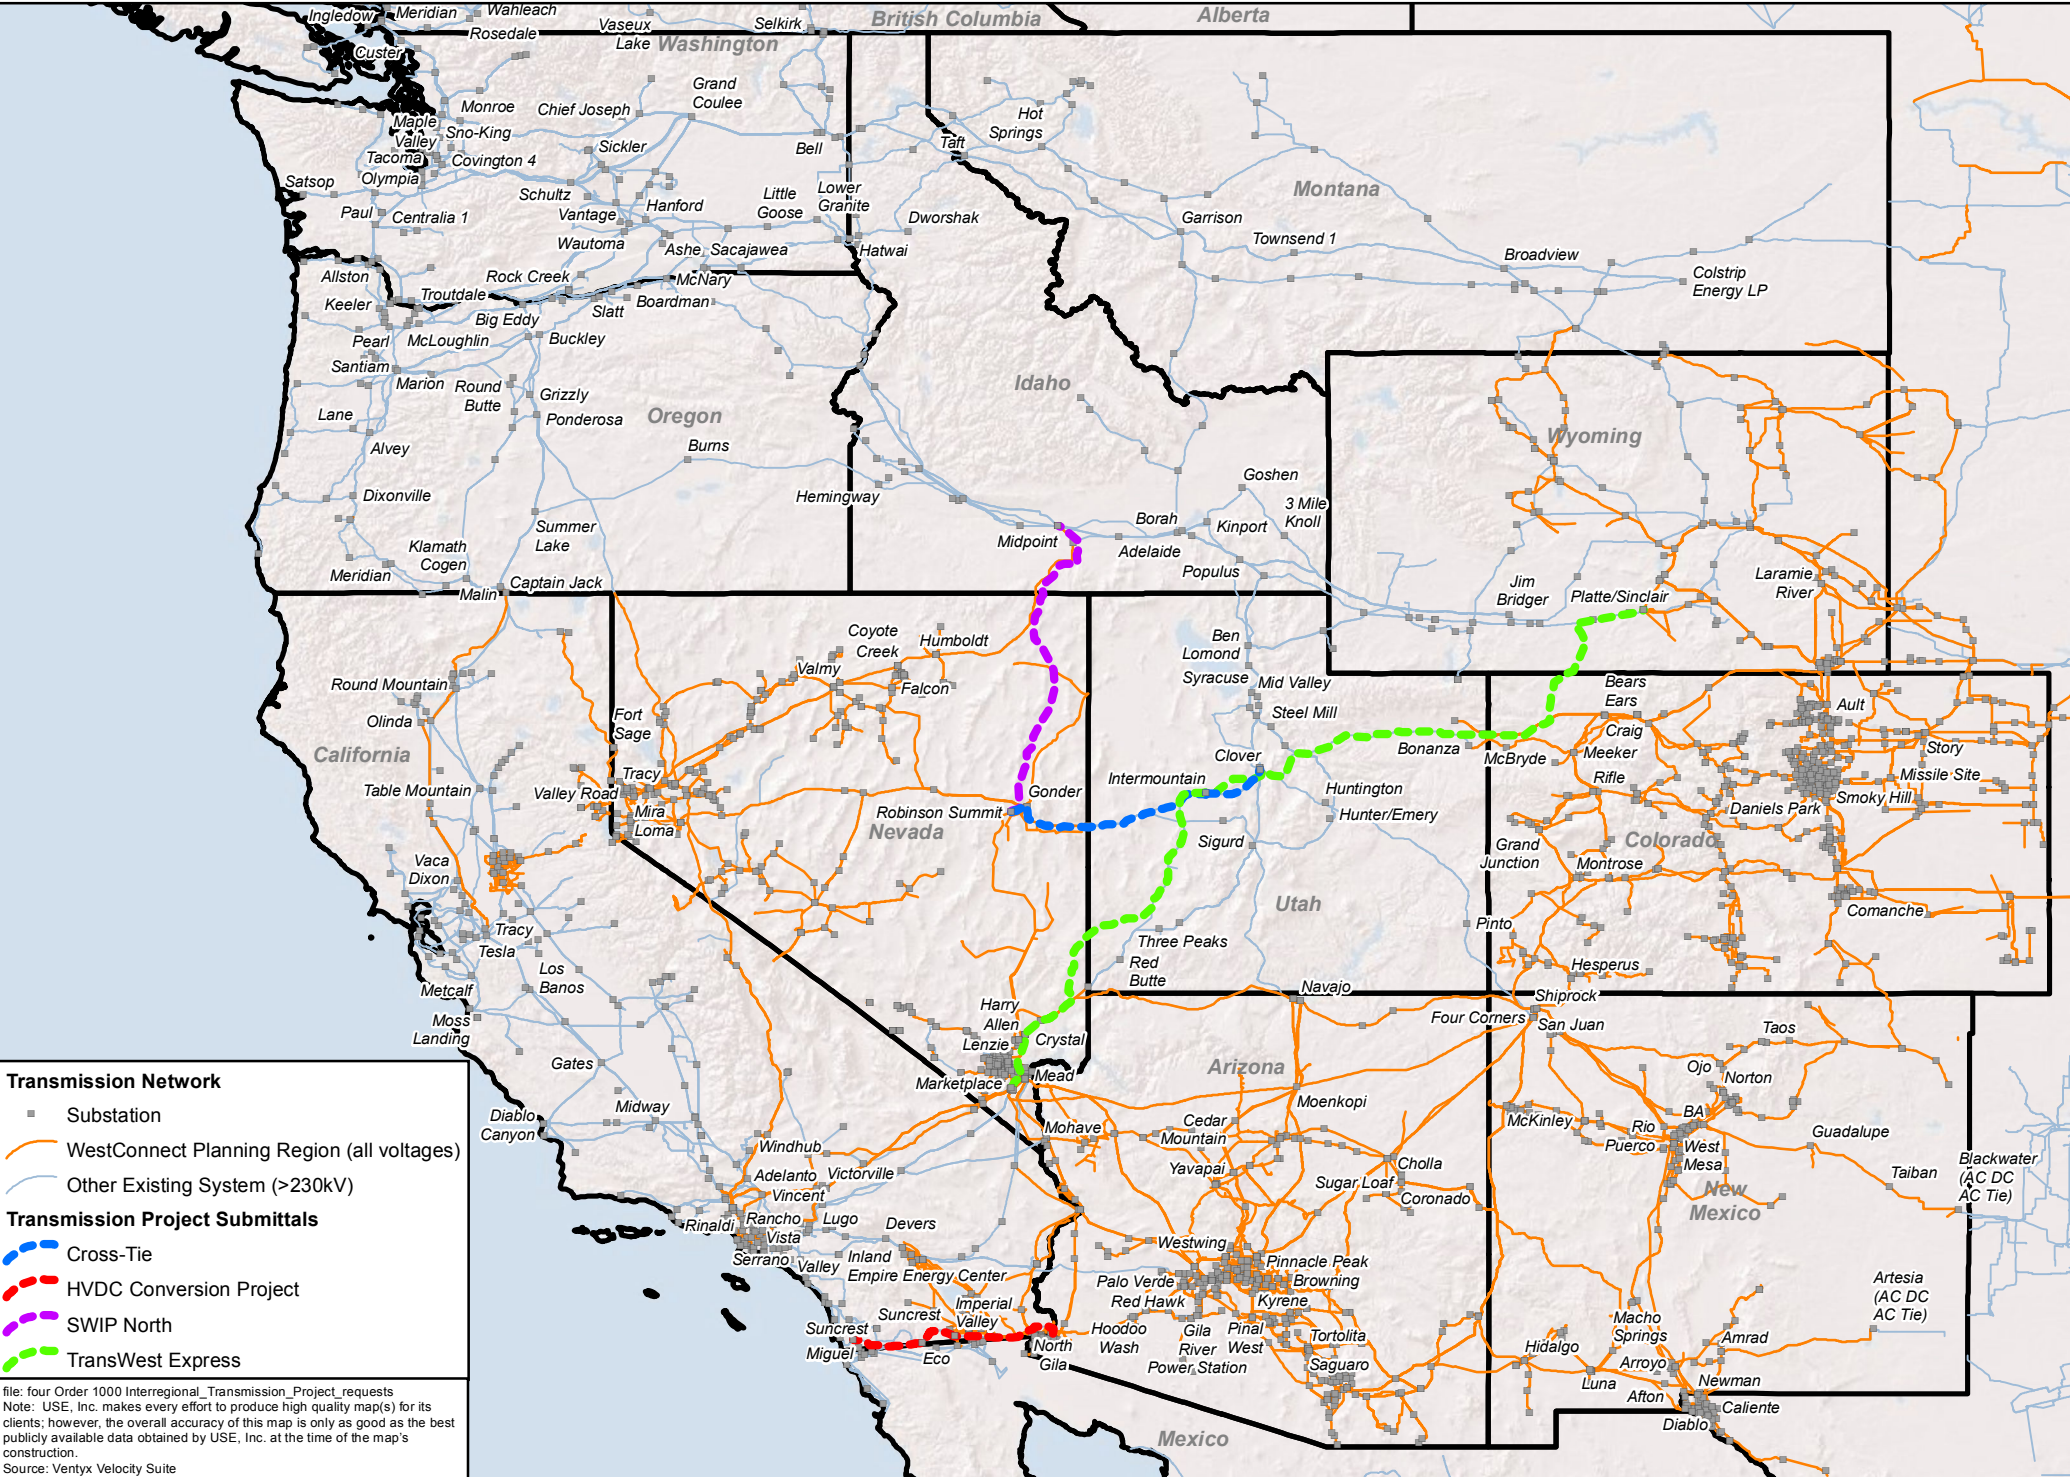 Ingledow
Meridian
Wahleach
Rosedale
Vaseux
Lake
Selkirk
British Columbia
Alberta
Washington
Custer
Grand
Coulee
Chief Joseph
Monroe
Maple
Valley
Sno-King
Tacoma
Covington 4
Olympia
Sickler
Bell
Hot
Springs
Taft
Montana
Satsop
Schultz
Little
Goose
Lower
Granite
Paul
Centralia 1
Vantage
Hanford
Dworshak
Garrison
Wautoma
Ashe
Sacajawea
Hatwai
Townsend 1
Broadview
Allston
Rock Creek
McNary
Colstrip
Energy LP
Keeler
Troutdale
Boardman
Slatt
Big Eddy
Pearl
McLoughlin
Buckley
Santiam
Marion
Round
Butte
Grizzly
Idaho
Lane
Ponderosa
Oregon
Wyoming
Alvey
Burns
Goshen
Dixonville
Hemingway
3 Mile
Knoll
Summer
Lake
Borah
Kinport
Midpoint
Adelaide
Klamath
Cogen
Populus
Meridian
Captain Jack
Malin
Jim
Bridger
Platte/Sinclair
Laramie
River
Coyote
Creek
Humboldt
Ben
Lomond
Valmy
Syracuse
Mid Valley
Bears
Ears
Round Mountain
Falcon
Steel Mill
Ault
Olinda
Fort
Sage
Craig
California
Clover
Bonanza
McBryde
Meeker
Story
Tracy
Intermountain
Rifle
Missile Site
Table Mountain
Valley Road
Gonder
Huntington
Smoky Hill
Mira
Loma
Robinson Summit
Hunter/Emery
Daniels Park
Nevada
Sigurd
Grand
Junction
Colorado
Vaca
Dixon
Montrose
Utah
Comanche
Tracy
Pinto
Tesla
Three Peaks
Los
Banos
Red
Butte
Hesperus
Metcalf
Navajo
Shiprock
Moss
Landing
Harry
Allen
Four Corners
San Juan
Taos
Lenzie
Crystal
Gates
Arizona
Ojo
Marketplace
Mead
Norton
Moenkopi
Diablo
Canyon
Midway
Cedar
Mountain
McKinley
BA
Mohave
Rio
Puerco
Guadalupe
Windhub
West
Mesa
Blackwater
(AC DC
AC Tie)
Yavapai
Cholla
Adelanto
Victorville
Taiban
Vincent
Sugar Loaf
Coronado
New
Mexico
Rinaldi
Rancho
Vista
Lugo
Devers
Westwing
Serrano
Valley
Inland
Empire Energy Center
Pinnacle Peak
Palo Verde
Browning
Artesia
(AC DC
AC Tie)
Red Hawk
Kyrene
Suncrest
Imperial
Valley
Macho
Springs
Suncrest
Hoodoo
Wash
Gila
River
Power Station
Pinal
West
Tortolita
Amrad
Miguel
Eco
North
Gila
Hidalgo
Saguaro
Arroyo
Luna
Newman
Afton
Caliente
Diablo
Mexico
Transmission Network
Substation
WestConnect Planning Region (all voltages)
Other Existing System (>230kV)
Transmission Project Submittals
Cross-Tie
HVDC Conversion Project
SWIP North
TransWest Express
file: four Order 1000 Interregional_Transmission_Project_requests
Note: USE, Inc. makes every effort to produce high quality map(s) for its
clients; however, the overall accuracy of this map is only as good as the best
publicly available data obtained by USE, Inc. at the time of the map's
construction.
Source: Ventyx Velocity Suite